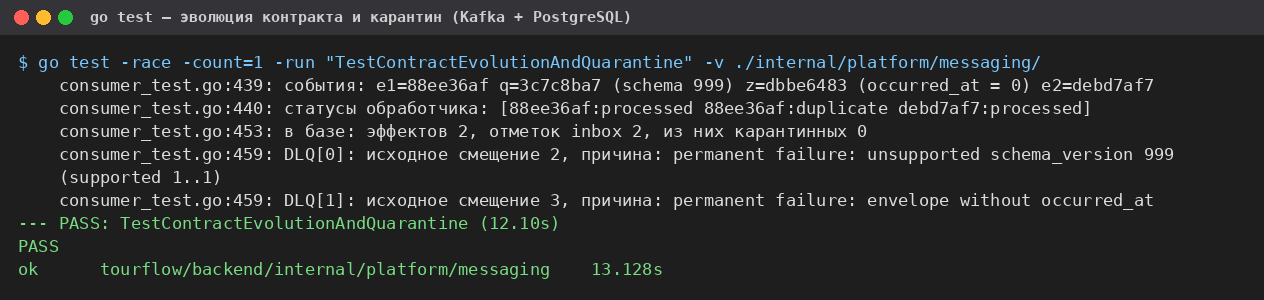 go test — эволюция контракта и карантин (Kafka + PostgreSQL)
$ go test -race -count=1 -run "TestContractEvolutionAndQuarantine" -v ./internal/platform/messaging/
consumer_test.go:439: события: e1=88ee36af q=3c7c8ba7 (schema 999) z=dbbe6483 (occurred_at = 0) e2=debd7af7
consumer_test.go:440: статусы обработчика: [88ee36af:processed 88ee36af:duplicate debd7af7:processed]
consumer_test.go:453: в базе: эффектов 2, отметок inbox 2, из них карантинных 0
consumer_test.go:459: DLQ[0]: исходное смещение 2, причина: permanent failure: unsupported schema_version 999
(supported 1..1)
consumer_test.go:459: DLQ[1]: исходное смещение 3, причина: permanent failure: envelope without occurred_at
--- PASS: TestContractEvolutionAndQuarantine (12.10s)
PASS
ok      tourflow/backend/internal/platform/messaging    13.128s